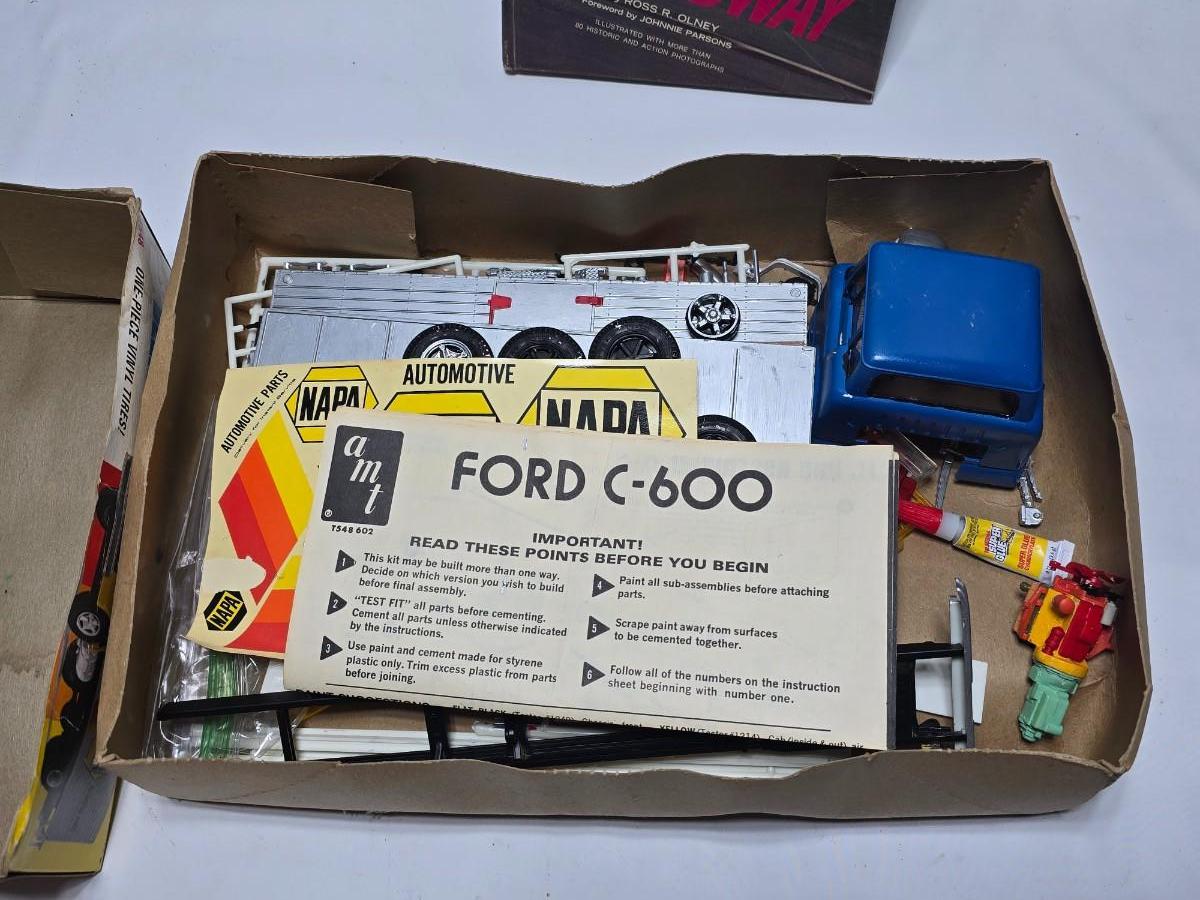 ROSS R. OLNEY
Foreword by JOHNNIE PARSONS
ILLUSTRATED WITH MORE THAN
80 HISTORIC AND ACTION PHOTOGRAPHS
ONE-PIECE VINYL TIRES!
AUTOMOTIVE PARTS
NAPA
AUTOMOTIVE
NAPA
NAPA
amt
®
T548 602
FORD C-600
IMPORTANT!
READ THESE POINTS BEFORE YOU BEGIN
1 This kit may be built more than one way.
Decide on which version you wish to build
before final assembly.
2 “TEST FIT” all parts before cementing.
Cement all parts unless otherwise indicated
by the instructions.
3 Use paint and cement made for styrene
plastic only. Trim excess plastic from parts
before joining.
4 Paint all sub-assemblies before attaching
parts.
5 Scrape paint away from surfaces
to be cemented together.
6 Follow all of the numbers on the instruction
sheet beginning with number one.
SUPER GLUE
SUPER GLUE